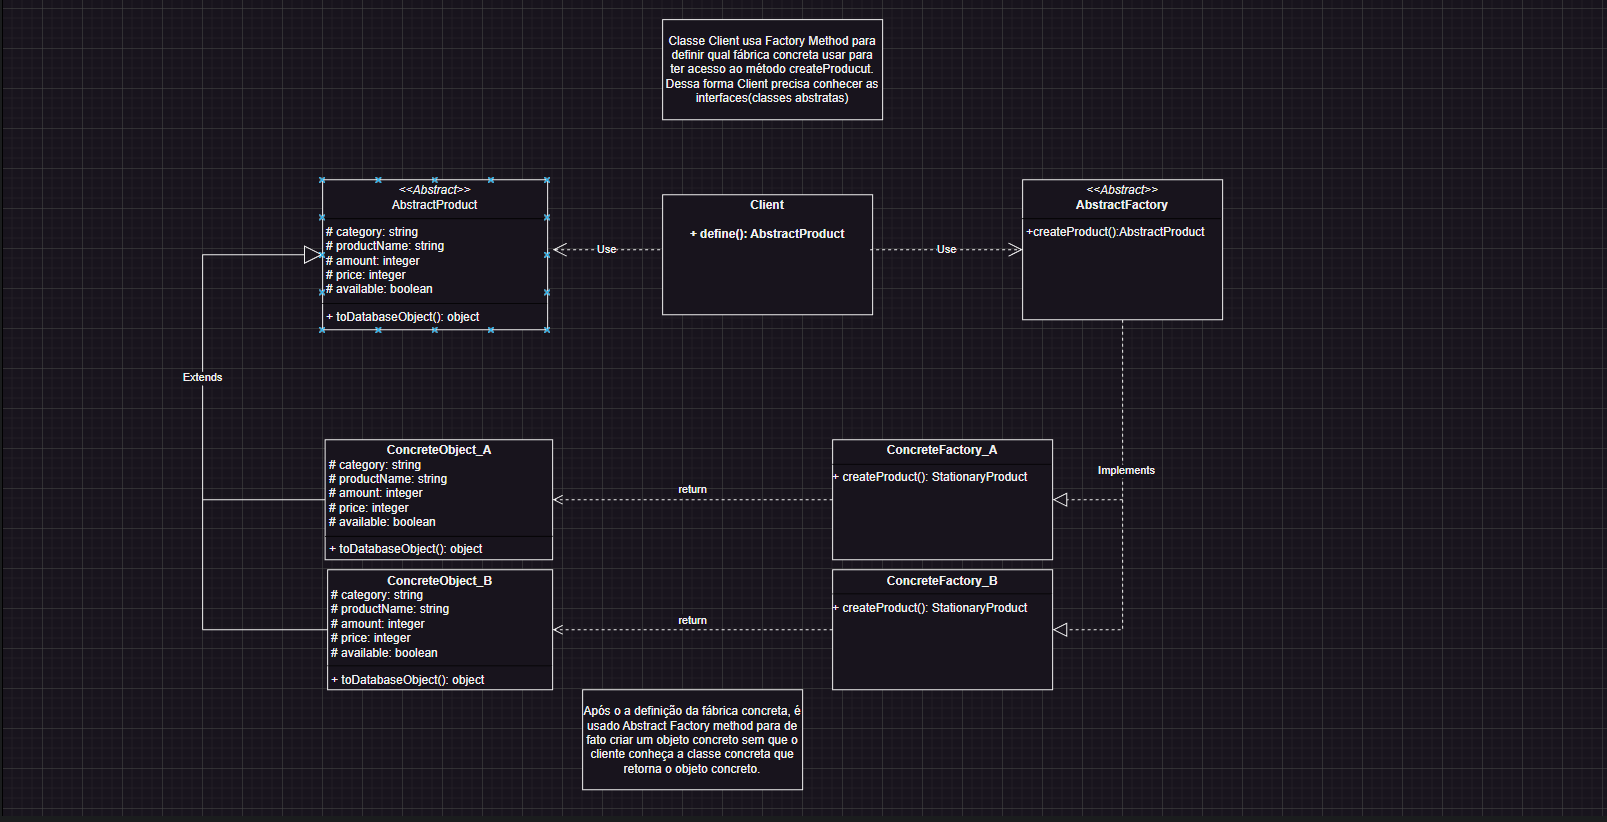 Classe Client usa Factory Method para
definir qual fábrica concreta usar para
ter acesso ao método createProducut.
Dessa forma Client precisa conhecer as
interfaces(classes abstratas)
<<Abstract>>
AbstractProduct
# category: string
# productName: string
# amount: integer
# price: integer
# available: boolean
+ toDatabaseObject(): object
Use
Client
+ define(): AbstractProduct
Use
<<Abstract>>
AbstractFactory
+createProduct():AbstractProduct
Extends
ConcreteObject_A
# category: string
# productName: string
# amount: integer
# price: integer
# available: boolean
+ toDatabaseObject(): object
return
ConcreteFactory_A
+ createProduct(): StationaryProduct
Implements
ConcreteObject_B
# category: string
# productName: string
# amount: integer
# price: integer
# available: boolean
+ toDatabaseObject(): object
return
ConcreteFactory_B
+ createProduct(): StationaryProduct
Após o a definição da fábrica concreta, é
usado Abstract Factory method para de
fato criar um objeto concreto sem que o
cliente conheça a classe concreta que
retorna o objeto concreto.